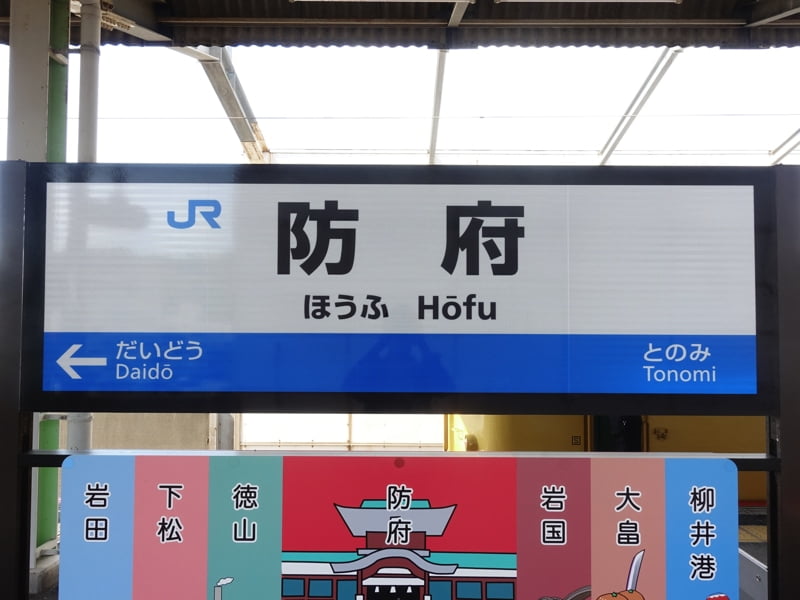 JR
防府
ほうふ Hōfu
← だいどう
Daidō
とのみ
Tonomi
岩田
下松
徳山
防府
岩国
大畠
柳井港